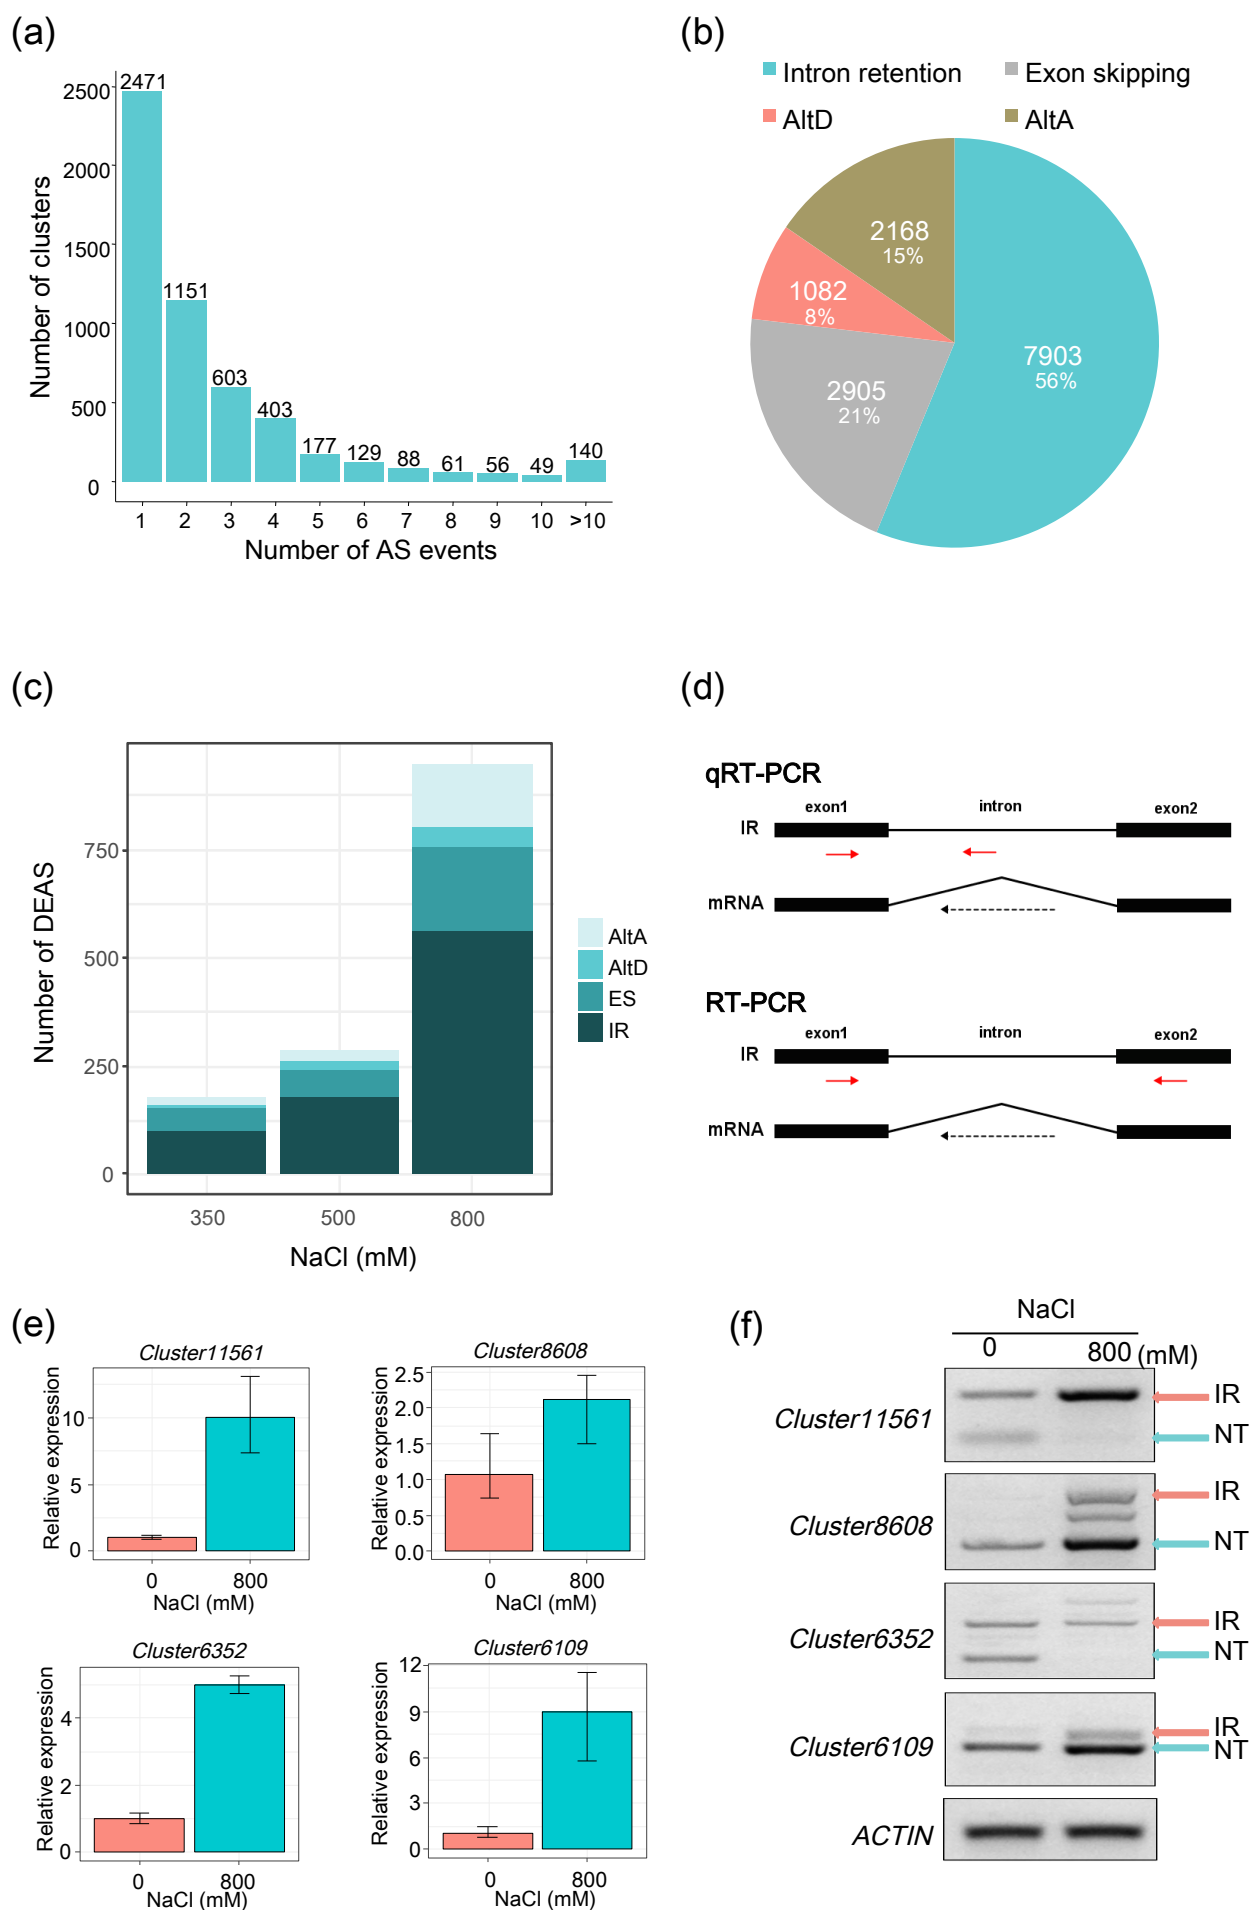 (a)
2500
2000
1500
1000
500
0
Number of clusters
2471
1151
603
403
177
129
88
61
56
49
140
1 2 3 4 5 6 7 8 9 10 >10
Number of AS events
(b)
Intron retention Exon skipping
AltD AltA
2168
15%
1082
8%
7903
56%
2905
21%
(c)
750
500
250
0
Number of DEAS
350 500 800
NaCl (mM)
AltA
AltD
ES
IR
(d)
qRT-PCR
exon1 intron exon2
IR
mRNA
RT-PCR
exon1 intron exon2
IR
mRNA
(e)
Cluster11561
Relative expression
10
5
0
0 800
NaCl (mM)
Cluster8608
Relative expression
2.5
2.0
1.5
1.0
0.5
0.0
0 800
NaCl (mM)
Cluster6352
Relative expression
4
2
0
0 800
NaCl (mM)
Cluster6109
Relative expression
12
9
6
3
0
0 800
NaCl (mM)
(f)
NaCl
0 800 (mM)
Cluster11561
IR
NT
Cluster8608
IR
NT
Cluster6352
IR
NT
Cluster6109
IR
NT
ACTIN